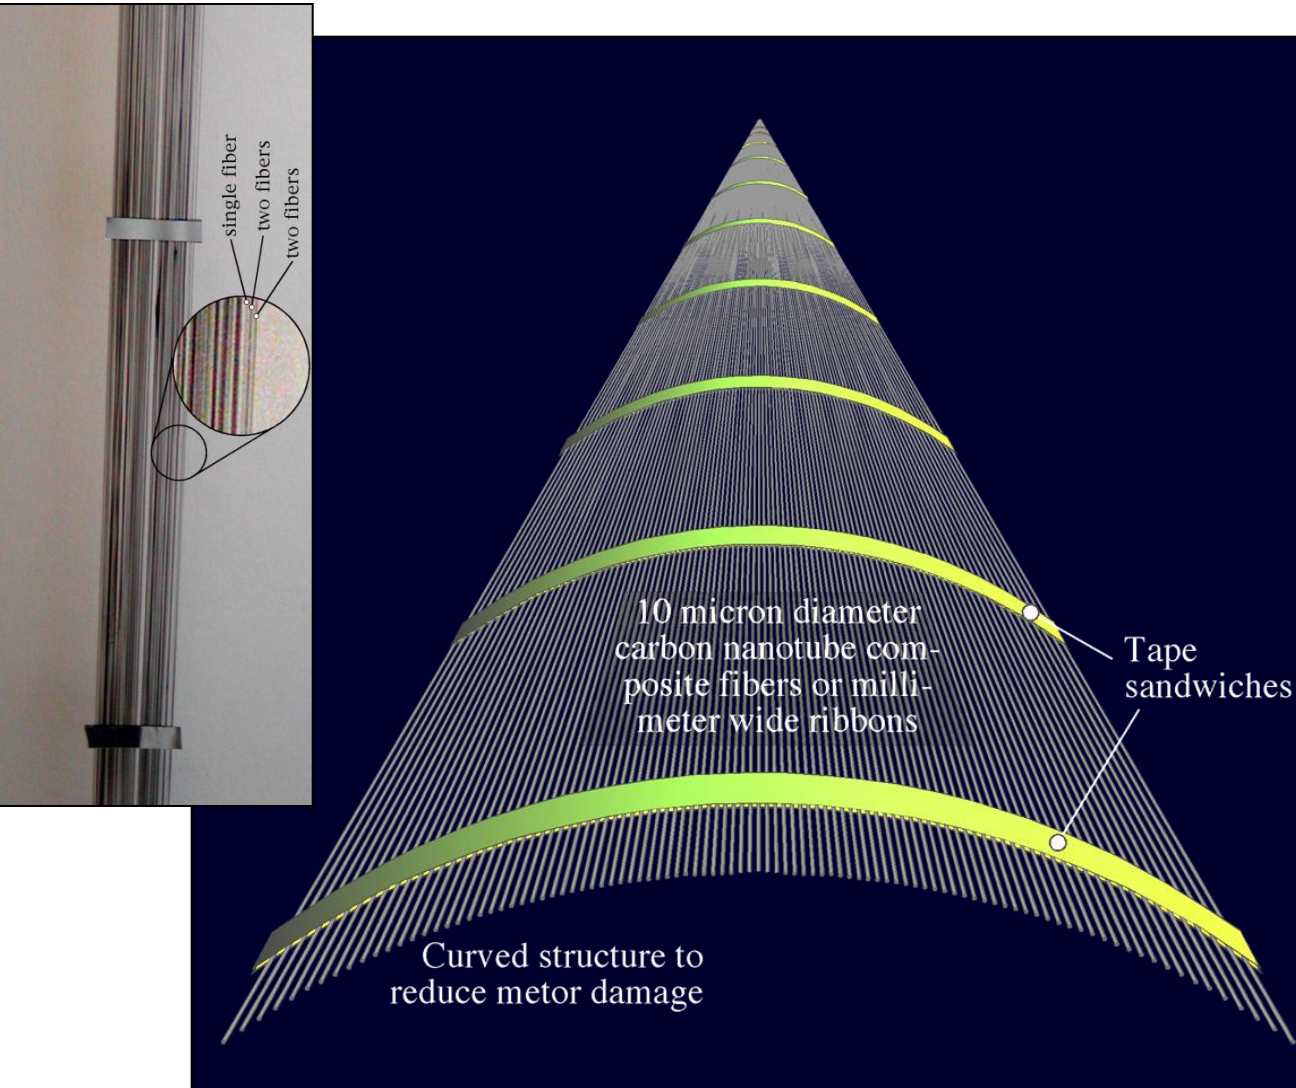 single fiber
two fibers
two fibers
10 micron diameter
carbon nanotube com-
posite fibers or milli-
meter wide ribbons
Tape
sandwiches
Curved structure to
reduce metor damage